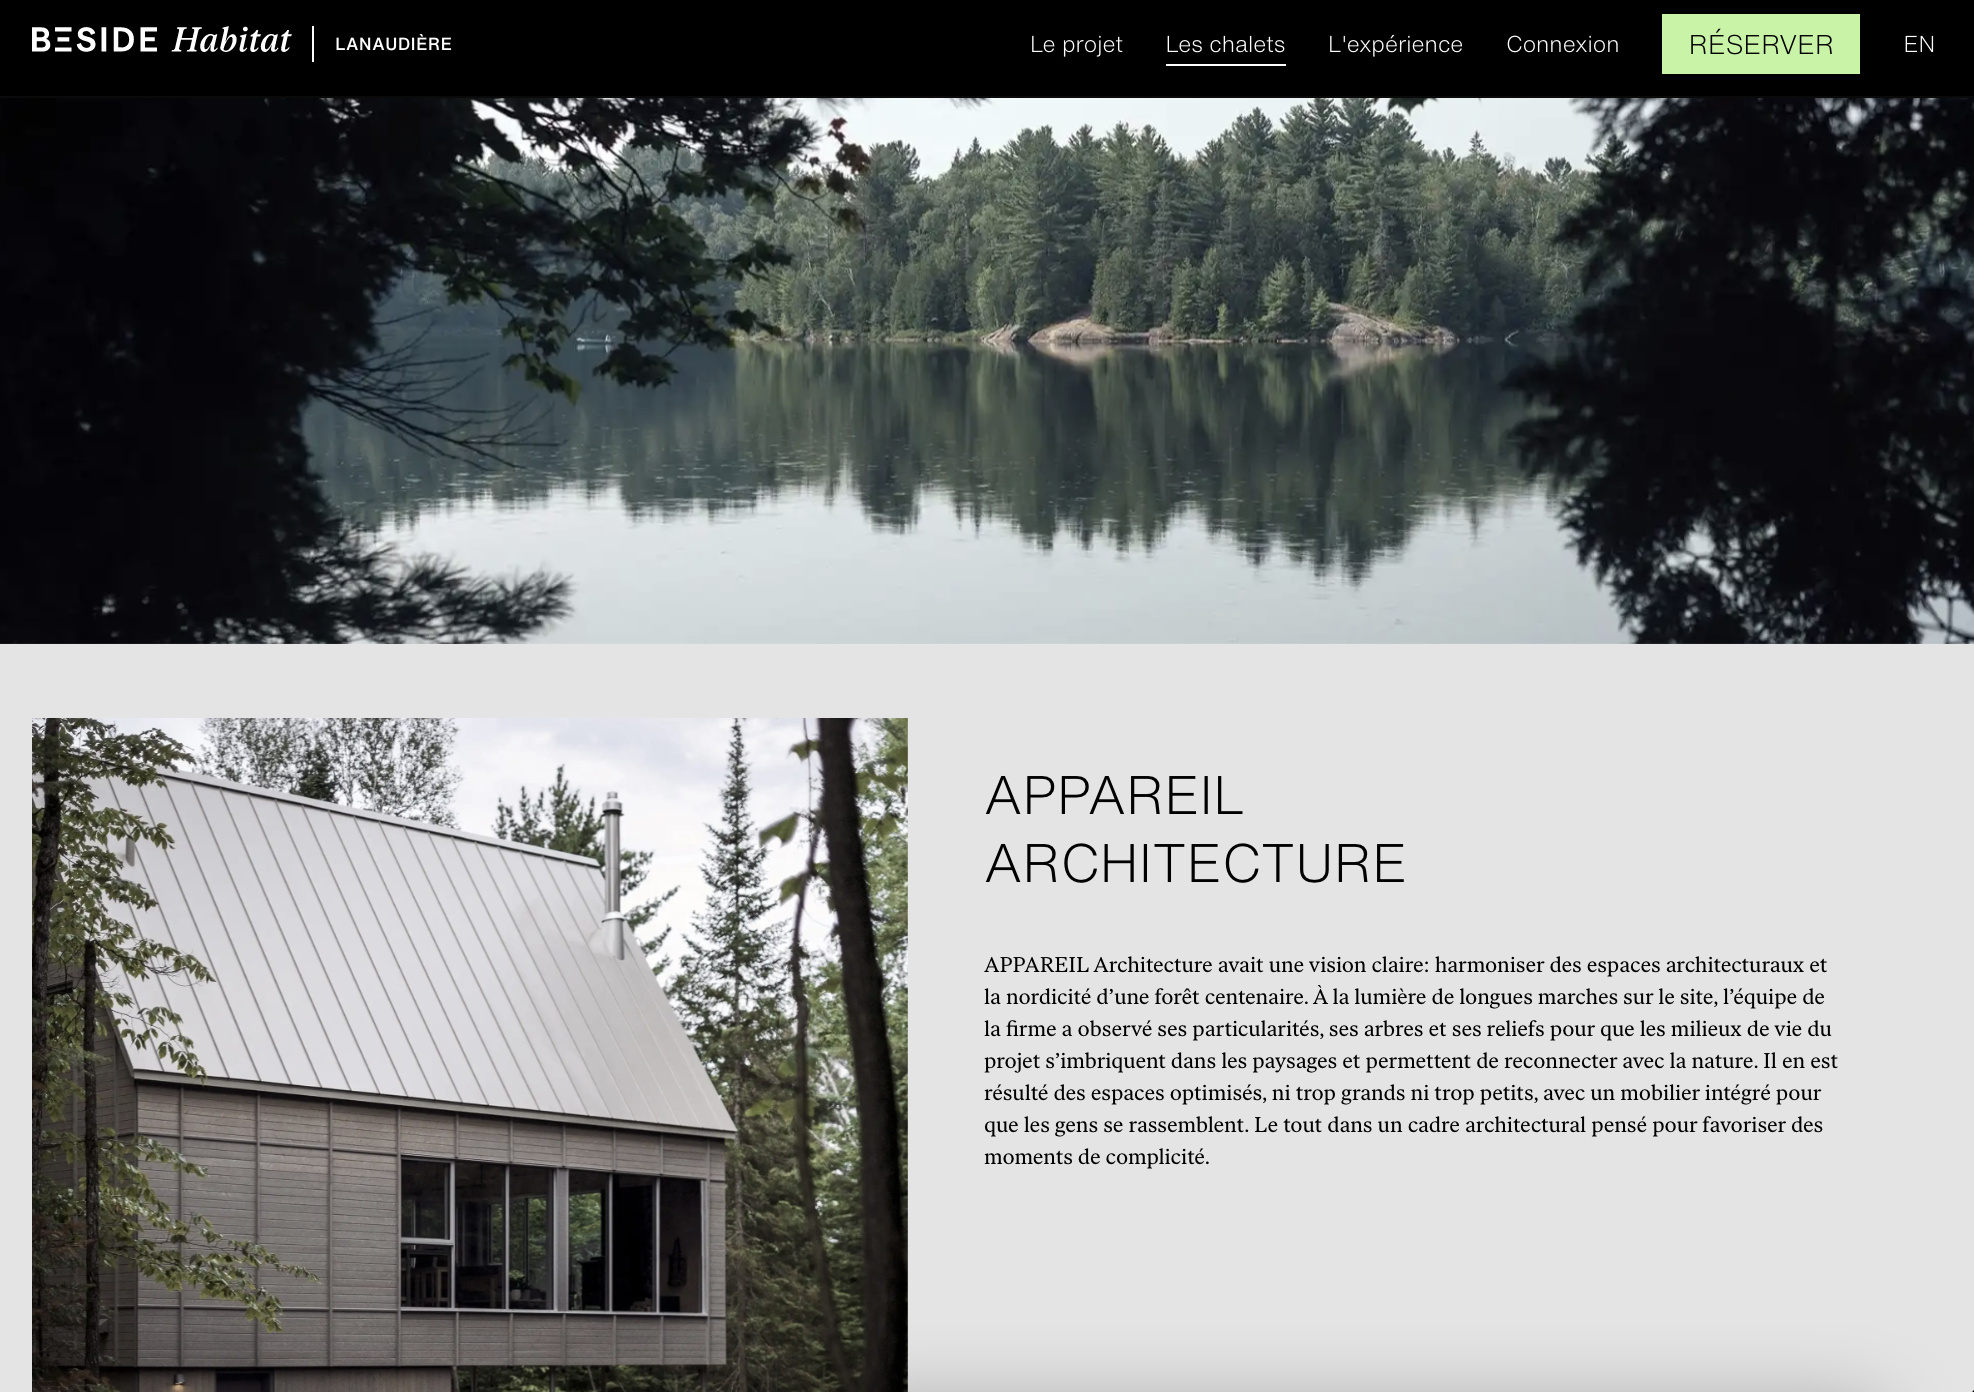 BESIDE Habitat | LANAUDIÈRE
Le projet Les chalets L'expérience Connexion RÉSERVER EN
APPAREIL
ARCHITECTURE
APPAREIL Architecture avait une vision claire: harmoniser des espaces architecturaux et
la nordicité d’une forêt centenaire. À la lumière de longues marches sur le site, l’équipe de
la firme a observé ses particularités, ses arbres et ses reliefs pour que les milieux de vie du
projet s’imbriquent dans les paysages et permettent de reconnecter avec la nature. Il en est
résulté des espaces optimisés, ni trop grands ni trop petits, avec un mobilier intégré pour
que les gens se rassemblent. Le tout dans un cadre architectural pensé pour favoriser des
moments de complicité.